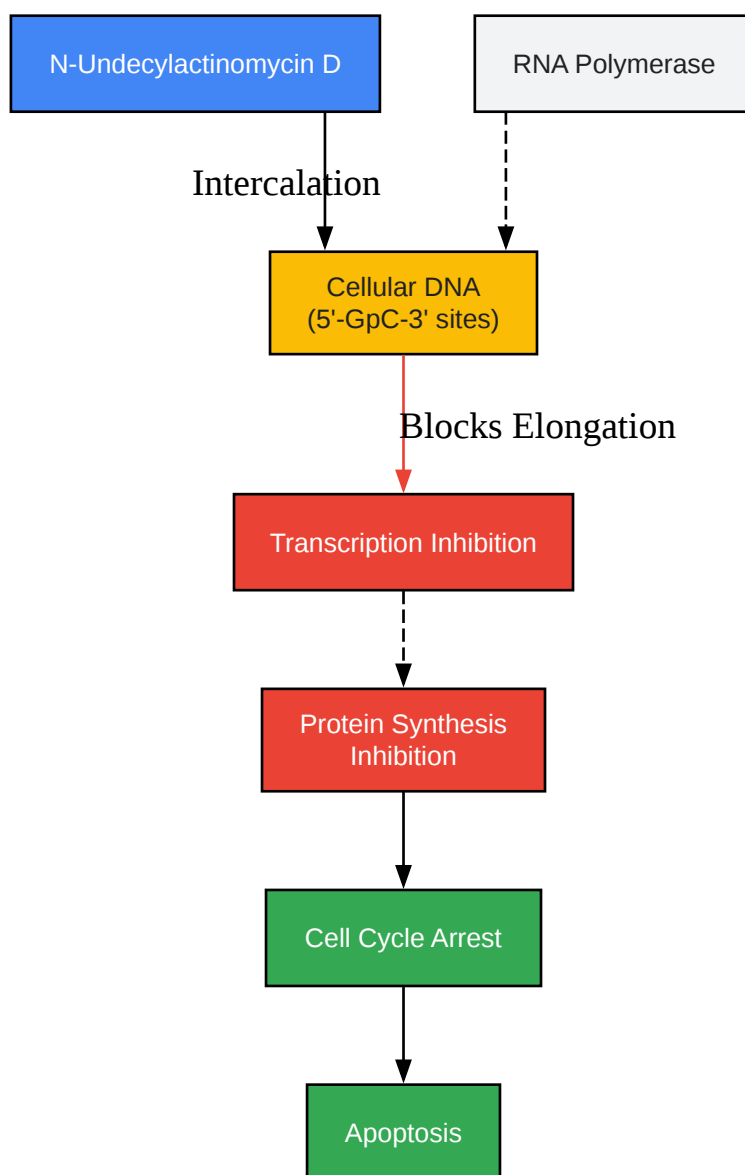 N-Undecylactinomycin D
RNA Polymerase
Intercalation
Cellular DNA
(5'-GpC-3' sites)
Blocks Elongation
Transcription Inhibition
Protein Synthesis
Inhibition
Cell Cycle Arrest
Apoptosis